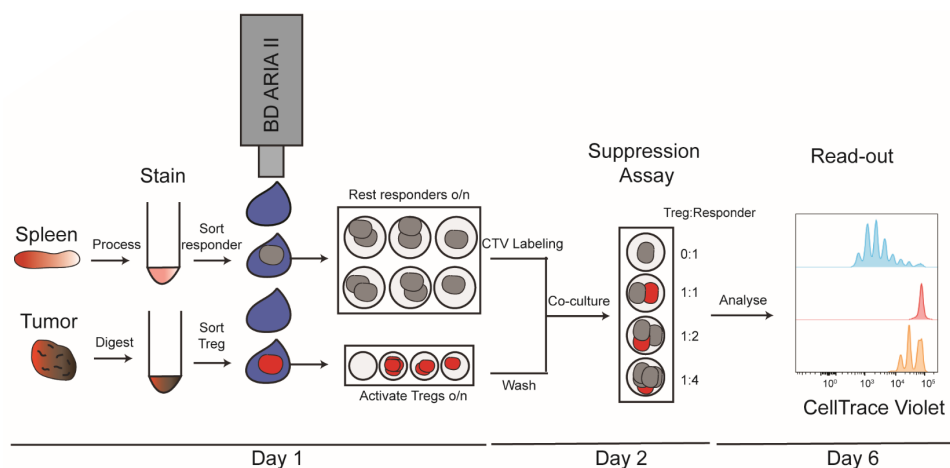 BD ARIA II
Stain
Spleen
Process
Sort
responder
Rest responders o/n
CTV Labeling
Tumor
Digest
Sort
Treg
Activate Tregs o/n
Wash
Co-culture
Suppression
Assay
Treg:Responder
0:1
1:1
1:2
1:4
Analyse
Read-out
10⁰ 10³ 10⁴ 10⁵
CellTrace Violet
Day 1
Day 2
Day 6